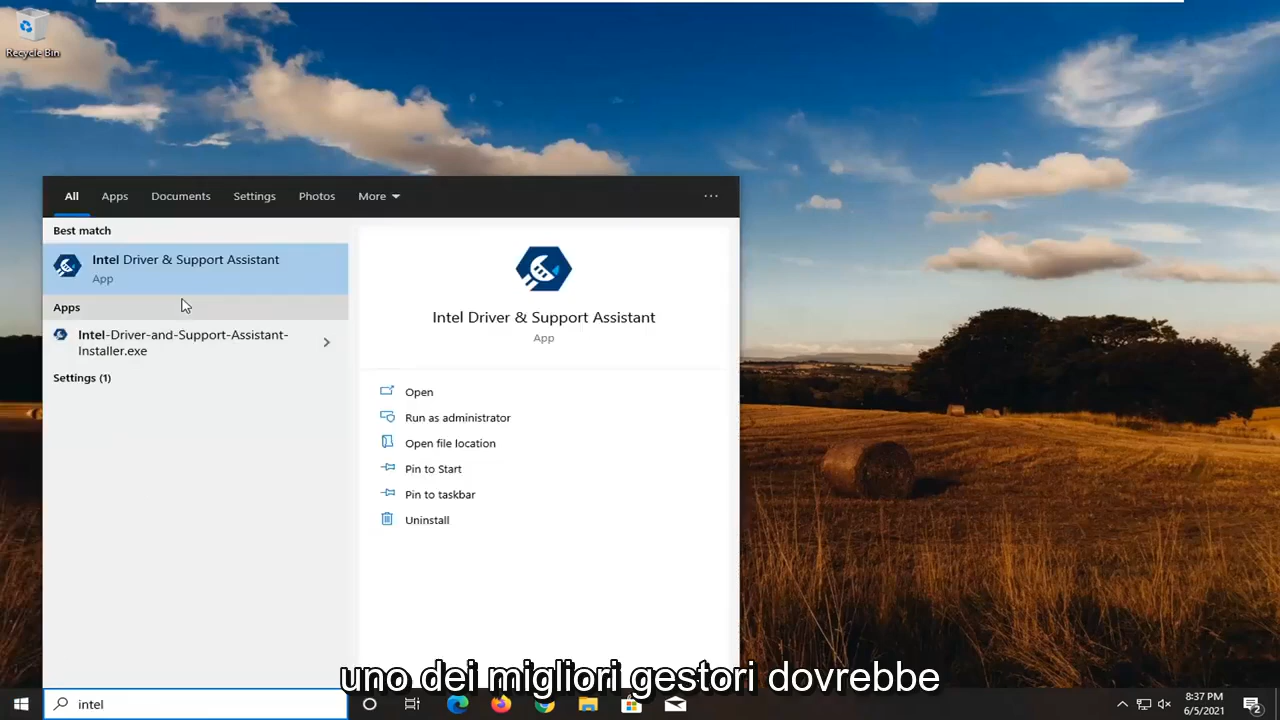 Recycle Bin
All Apps Documents Settings Photos More ...
Best match
Intel Driver & Support Assistant
App
Apps
Intel-Driver-and-Support-Assistant-
Installer.exe
Settings (1)
Intel Driver & Support Assistant
App
Open
Run as administrator
Open file location
Pin to Start
Pin to taskbar
Uninstall
uno dei migliori gestori dovrebbe
intel
8:37 PM
6/5/2021
2